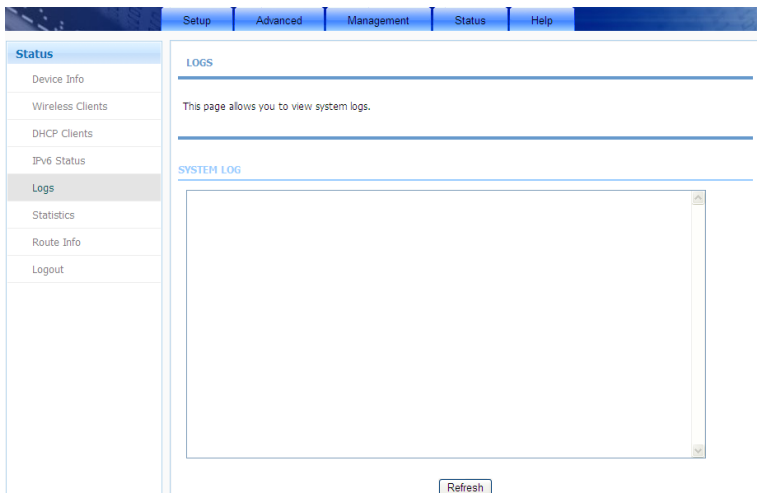 Setup Advanced Management Status Help
Status
Device Info
Wireless Clients
DHCP Clients
IPv6 Status
Logs
Statistics
Route Info
Logout
LOGS
This page allows you to view system logs.
SYSTEM LOG
Refresh